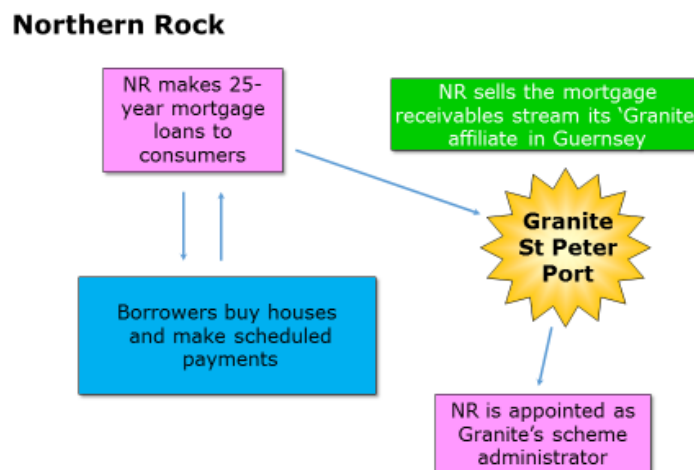 Northern Rock
NR makes 25-
year mortgage
loans to
consumers
NR sells the mortgage
receivables stream its ‘Granite
affiliate in Guernsey
Granite
St Peter
Port
Borrowers buy houses
and make scheduled
payments
NR is appointed as
Granite’s scheme
administrator